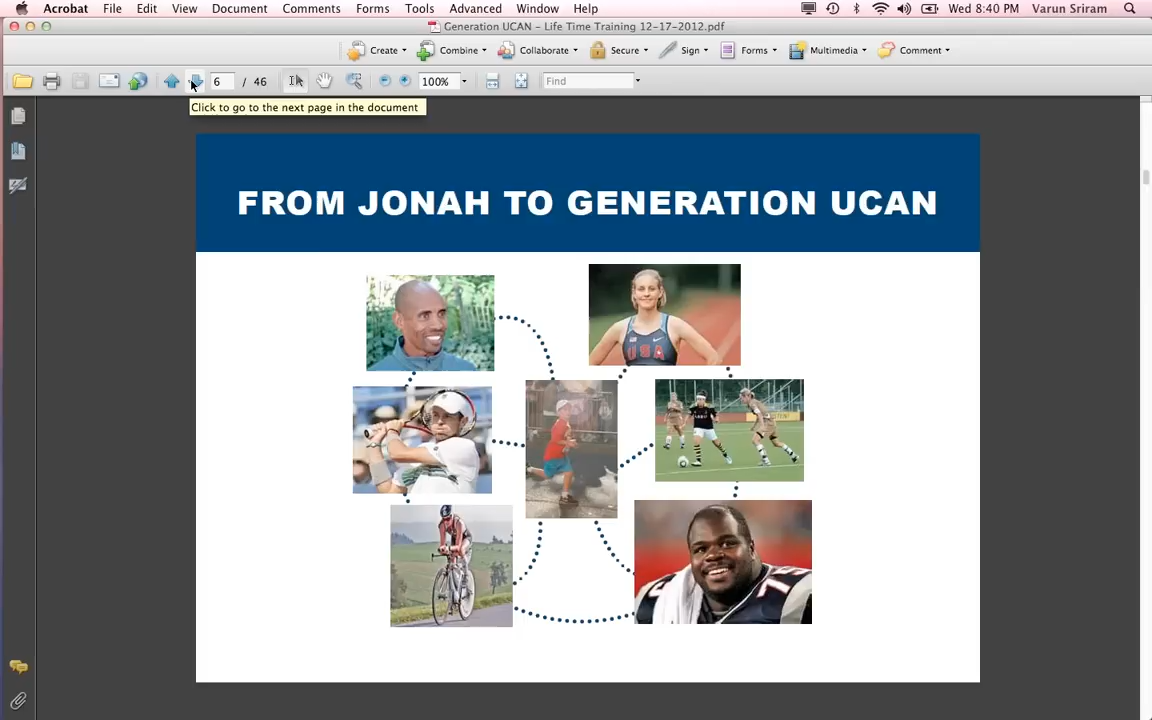 Acrobat File Edit View Document Comments Forms Tools Advanced Window Help Wed 8:40 PM Varun Sriram
Generation UCAN - Life Time Training 12-17-2012.pdf
Create Combine Collaborate Secure Sign Forms Multimedia Comment
6 / 46 100% Find
Click to go to the next page in the document
FROM JONAH TO GENERATION UCAN
USA